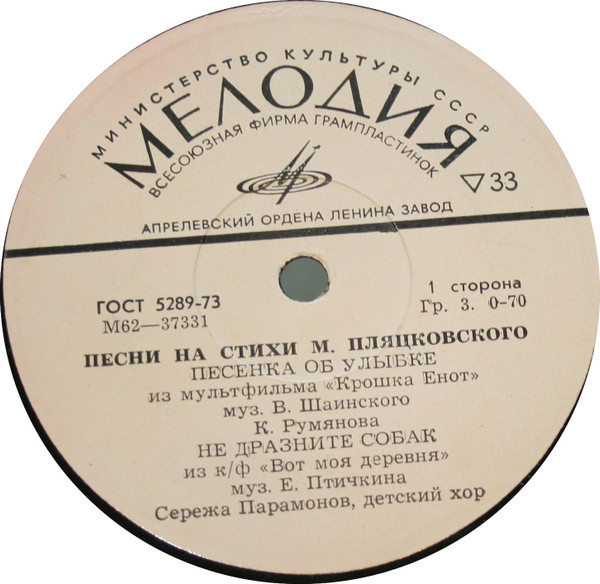 МИНИСТЕРСТВО КУЛЬТУРЫ СССР
МЕЛОДИЯ
ВСЕСОЮЗНАЯ ФИРМА ГРАМПЛАСТИНОК
▽33
АПРЕЛЕВСКИЙ ОРДЕНА ЛЕНИНА ЗАВОД
ГОСТ 5289-73
М62—37331
1 сторона
Гр. 3. 0-70
ПЕСНИ НА СТИХИ М. ПЛЯЦКОВСКОГО
ПЕСЕНКА ОБ УЛЫБКЕ
из мультфильма «Крошка Енот»
муз. В. Шаинского
К. Румянова
НЕ ДРАЗНИТЕ СОБАК
из к/ф «Вот моя деревня»
муз. Е. Птичкина
Сережа Парамонов, детский хор